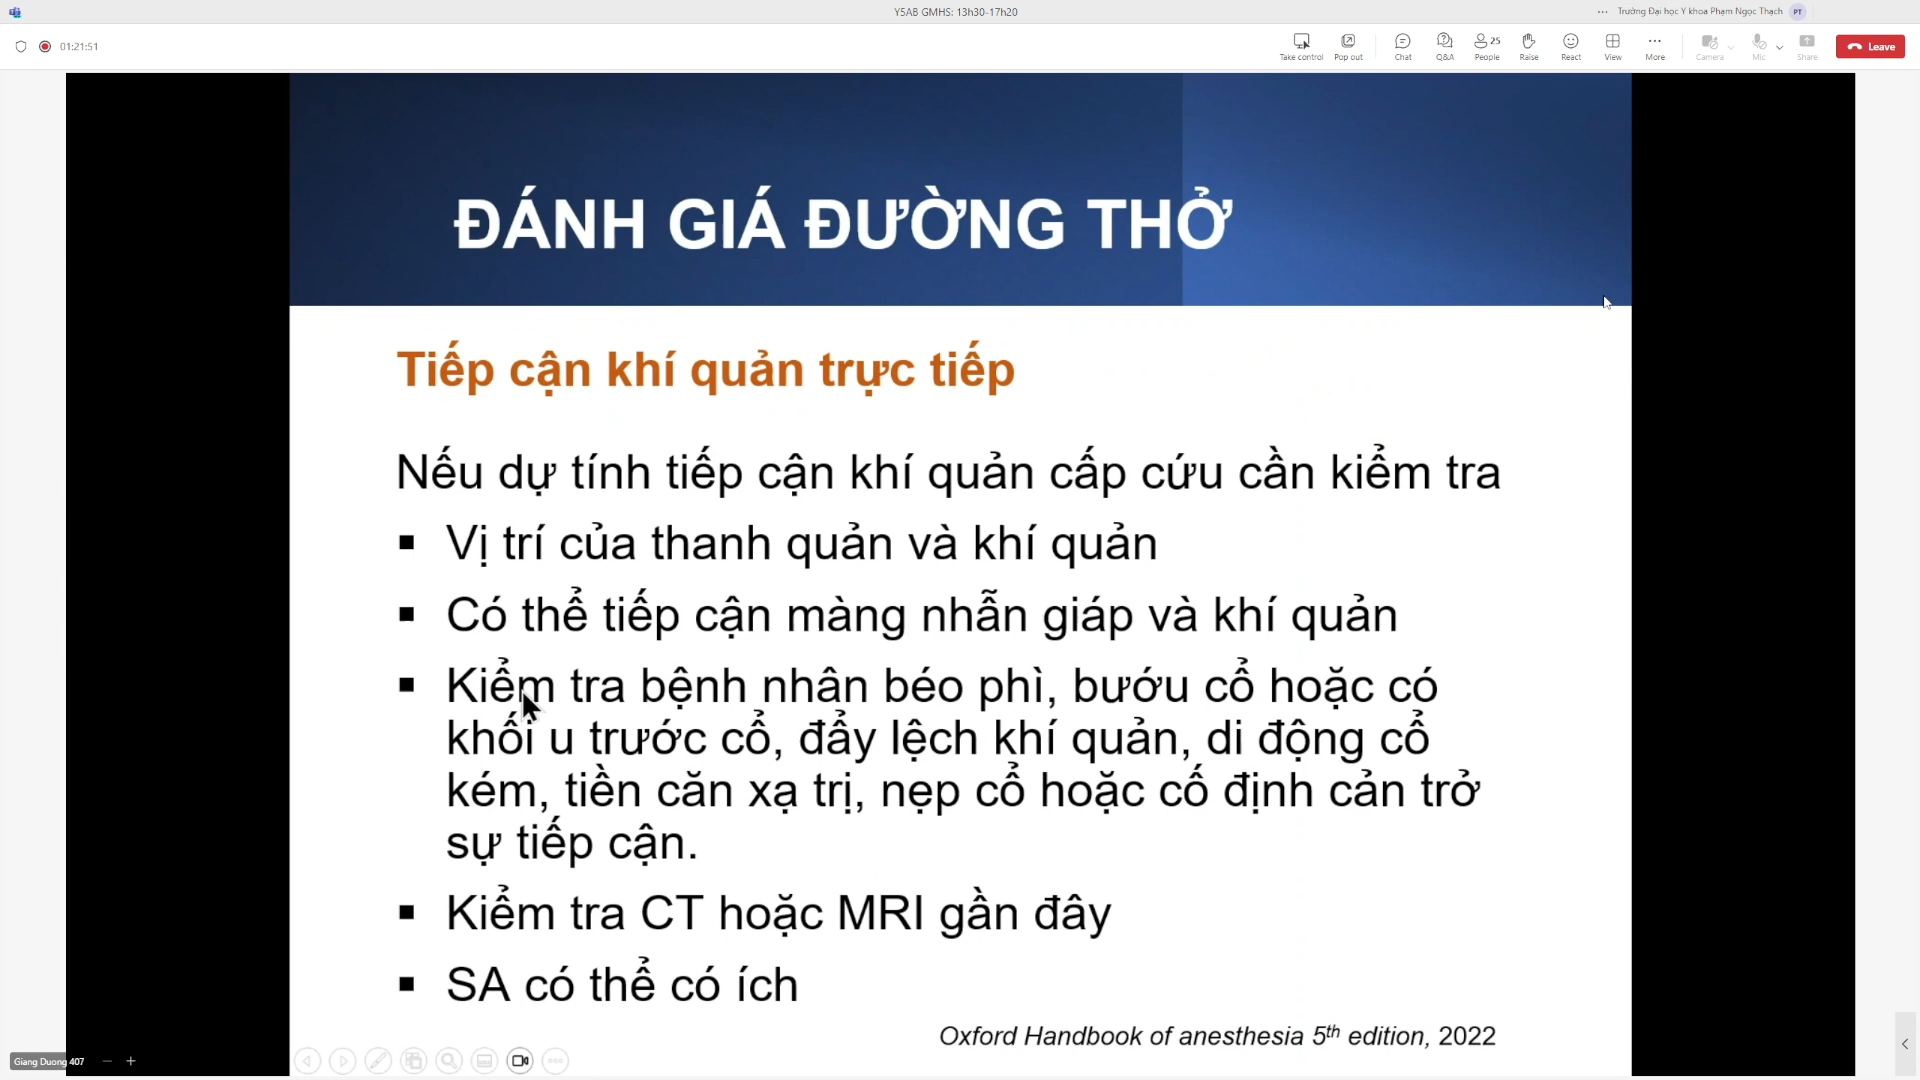 Y5AB GMHS: 13h30-17h20
Trường Đại học Y khoa Phạm Ngọc Thạch PT
01:21:51
25
Take control Pop out Chat Q&A People Raise React View More Camera Mic Share Leave
ĐÁNH GIÁ ĐƯỜNG THỞ
Tiếp cận khí quản trực tiếp
Nếu dự tính tiếp cận khí quản cấp cứu cần kiểm tra
▪ Vị trí của thanh quản và khí quản
▪ Có thể tiếp cận màng nhẫn giáp và khí quản
▪ Kiểm tra bệnh nhân béo phì, bướu cổ hoặc có
khối u trước cổ, đẩy lệch khí quản, di động cổ
kém, tiền căn xạ trị, nẹp cổ hoặc cố định cản trở
sự tiếp cận.
▪ Kiểm tra CT hoặc MRI gần đây
▪ SA có thể có ích
Oxford Handbook of anesthesia 5th edition, 2022
Giang Duong 407